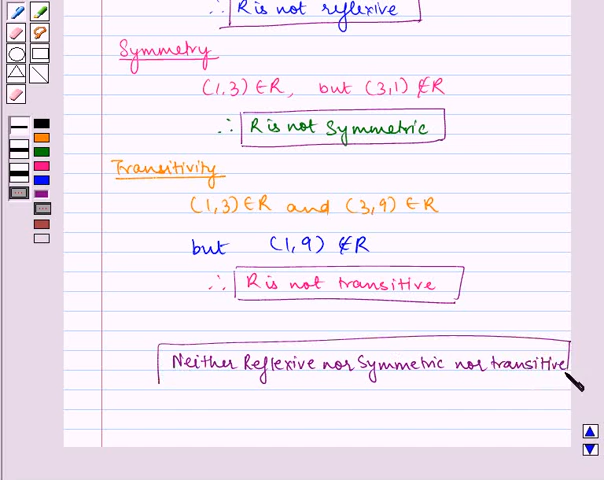 ∴ R is not reflexive
Symmetry
(1,3) ∈ R, but (3,1) ∉ R
∴ R is not Symmetric
Transitivity
(1,3) ∈ R and (3,9) ∈ R
but (1,9) ∉ R
∴ R is not transitive
Neither Reflexive nor Symmetric nor transitive